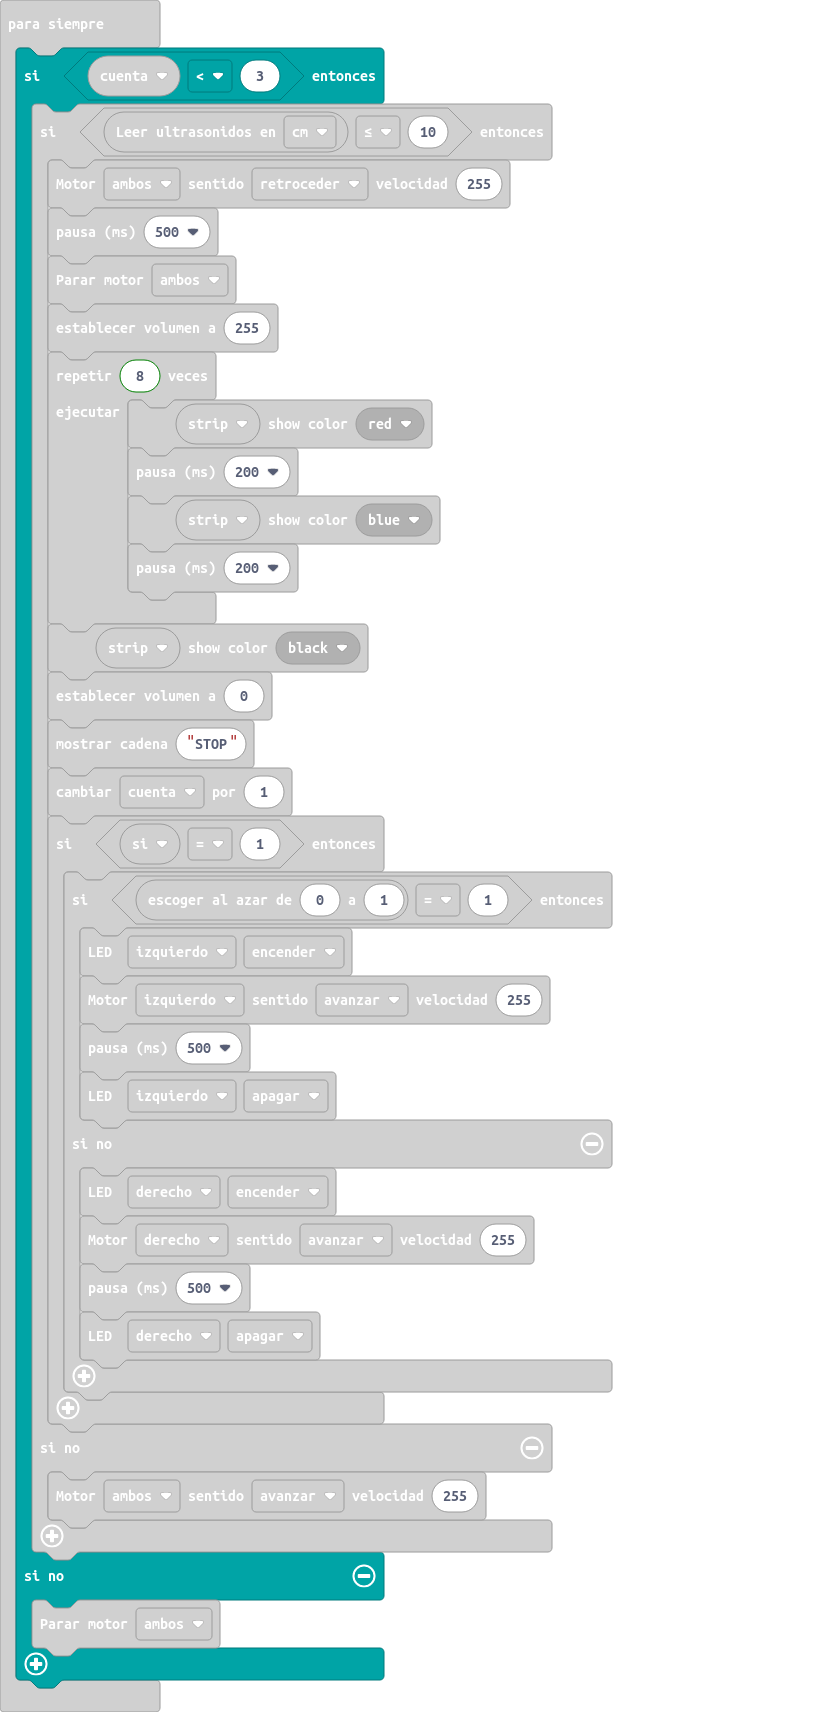 para siempre
si cuenta < 3 entonces
si Leer ultrasonidos en cm ≤ 10 entonces
Motor ambos sentido retroceder velocidad 255
pausa (ms) 500
Parar motor ambos
establecer volumen a 255
repetir 8 veces
ejecutar
strip show color red
pausa (ms) 200
strip show color blue
pausa (ms) 200
strip show color black
establecer volumen a 0
mostrar cadena "STOP"
cambiar cuenta por 1
si si = 1 entonces
si escoger al azar de 0 a 1 = 1 entonces
LED izquierdo encender
Motor izquierdo sentido avanzar velocidad 255
pausa (ms) 500
LED izquierdo apagar
si no
LED derecho encender
Motor derecho sentido avanzar velocidad 255
pausa (ms) 500
LED derecho apagar
si no
Motor ambos sentido avanzar velocidad 255
si no
Parar motor ambos